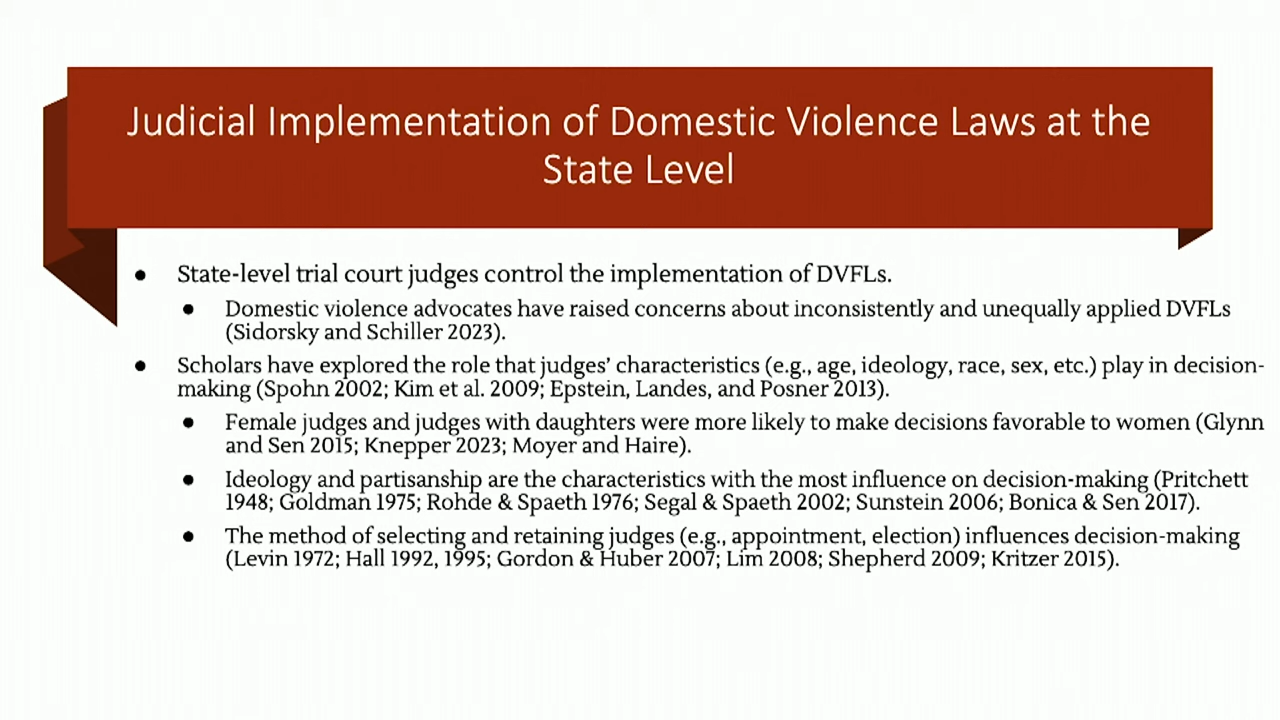 Judicial Implementation of Domestic Violence Laws at the
State Level
● State-level trial court judges control the implementation of DVFLs.
● Domestic violence advocates have raised concerns about inconsistently and unequally applied DVFLs
(Sidorsky and Schiller 2023).
● Scholars have explored the role that judges’ characteristics (e.g., age, ideology, race, sex, etc.) play in decision-
making (Spohn 2002; Kim et al. 2009; Epstein, Landes, and Posner 2013).
● Female judges and judges with daughters were more likely to make decisions favorable to women (Glynn
and Sen 2015; Knepper 2023; Moyer and Haire).
● Ideology and partisanship are the characteristics with the most influence on decision-making (Pritchett
1948; Goldman 1975; Rohde & Spaeth 1976; Segal & Spaeth 2002; Sunstein 2006; Bonica & Sen 2017).
● The method of selecting and retaining judges (e.g., appointment, election) influences decision-making
(Levin 1972; Hall 1992, 1995; Gordon & Huber 2007; Lim 2008; Shepherd 2009; Kritzer 2015).